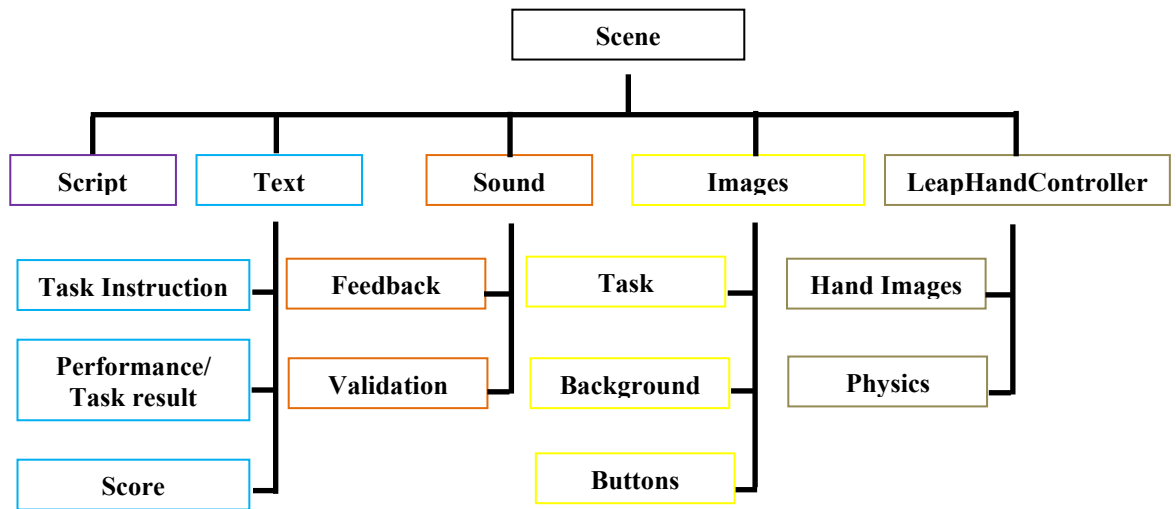 Scene
Script
Text
Sound
Images
LeapHandController
Task Instruction
Feedback
Task
Hand Images
Performance/
Task result
Validation
Background
Physics
Score
Buttons